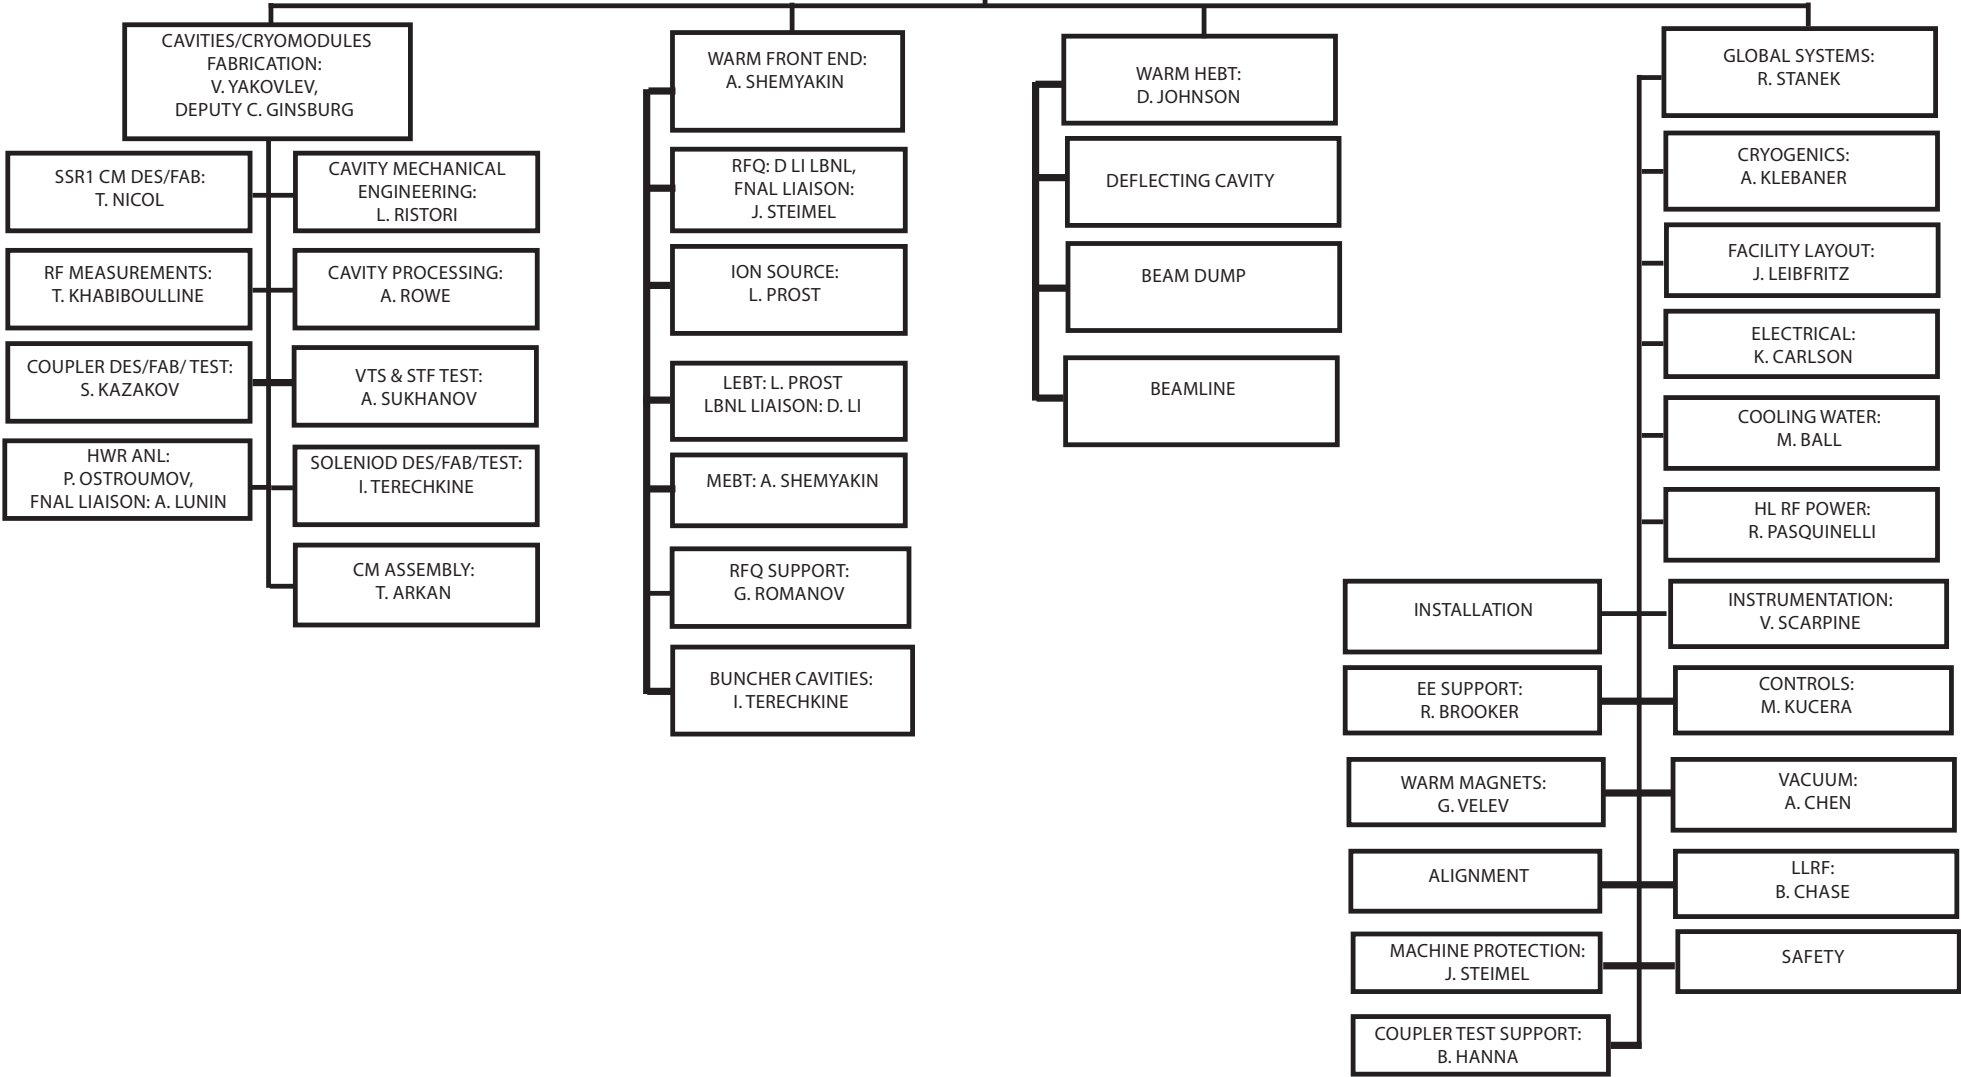 CAVITIES/CRYOMODULES
FABRICATION:
V. YAKOVLEV,
DEPUTY C. GINSBURG
SSR1 CM DES/FAB:
T. NICOL
CAVITY MECHANICAL
ENGINEERING:
L. RISTORI
RF MEASUREMENTS:
T. KHABIBOULLINE
CAVITY PROCESSING:
A. ROWE
COUPLER DES/FAB/ TEST:
S. KAZAKOV
VTS & STF TEST:
A. SUKHANOV
HWR ANL:
P. OSTROUMOV,
FNAL LIAISON: A. LUNIN
SOLENIOD DES/FAB/TEST:
I. TERECHKINE
CM ASSEMBLY:
T. ARKAN
WARM FRONT END:
A. SHEMYAKIN
RFQ: D LI LBNL,
FNAL LIAISON:
J. STEIMEL
ION SOURCE:
L. PROST
LEBT: L. PROST
LBNL LIAISON: D. LI
MEBT: A. SHEMYAKIN
RFQ SUPPORT:
G. ROMANOV
BUNCHER CAVITIES:
I. TERECHKINE
WARM HEBT:
D. JOHNSON
DEFLECTING CAVITY
BEAM DUMP
BEAMLINE
GLOBAL SYSTEMS:
R. STANEK
CRYOGENICS:
A. KLEBANER
FACILITY LAYOUT:
J. LEIBFRITZ
ELECTRICAL:
K. CARLSON
COOLING WATER:
M. BALL
HL RF POWER:
R. PASQUINELLI
INSTALLATION
INSTRUMENTATION:
V. SCARPINE
EE SUPPORT:
R. BROOKER
CONTROLS:
M. KUCERA
WARM MAGNETS:
G. VELEV
VACUUM:
A. CHEN
ALIGNMENT
LLRF:
B. CHASE
MACHINE PROTECTION:
J. STEIMEL
SAFETY
COUPLER TEST SUPPORT:
B. HANNA